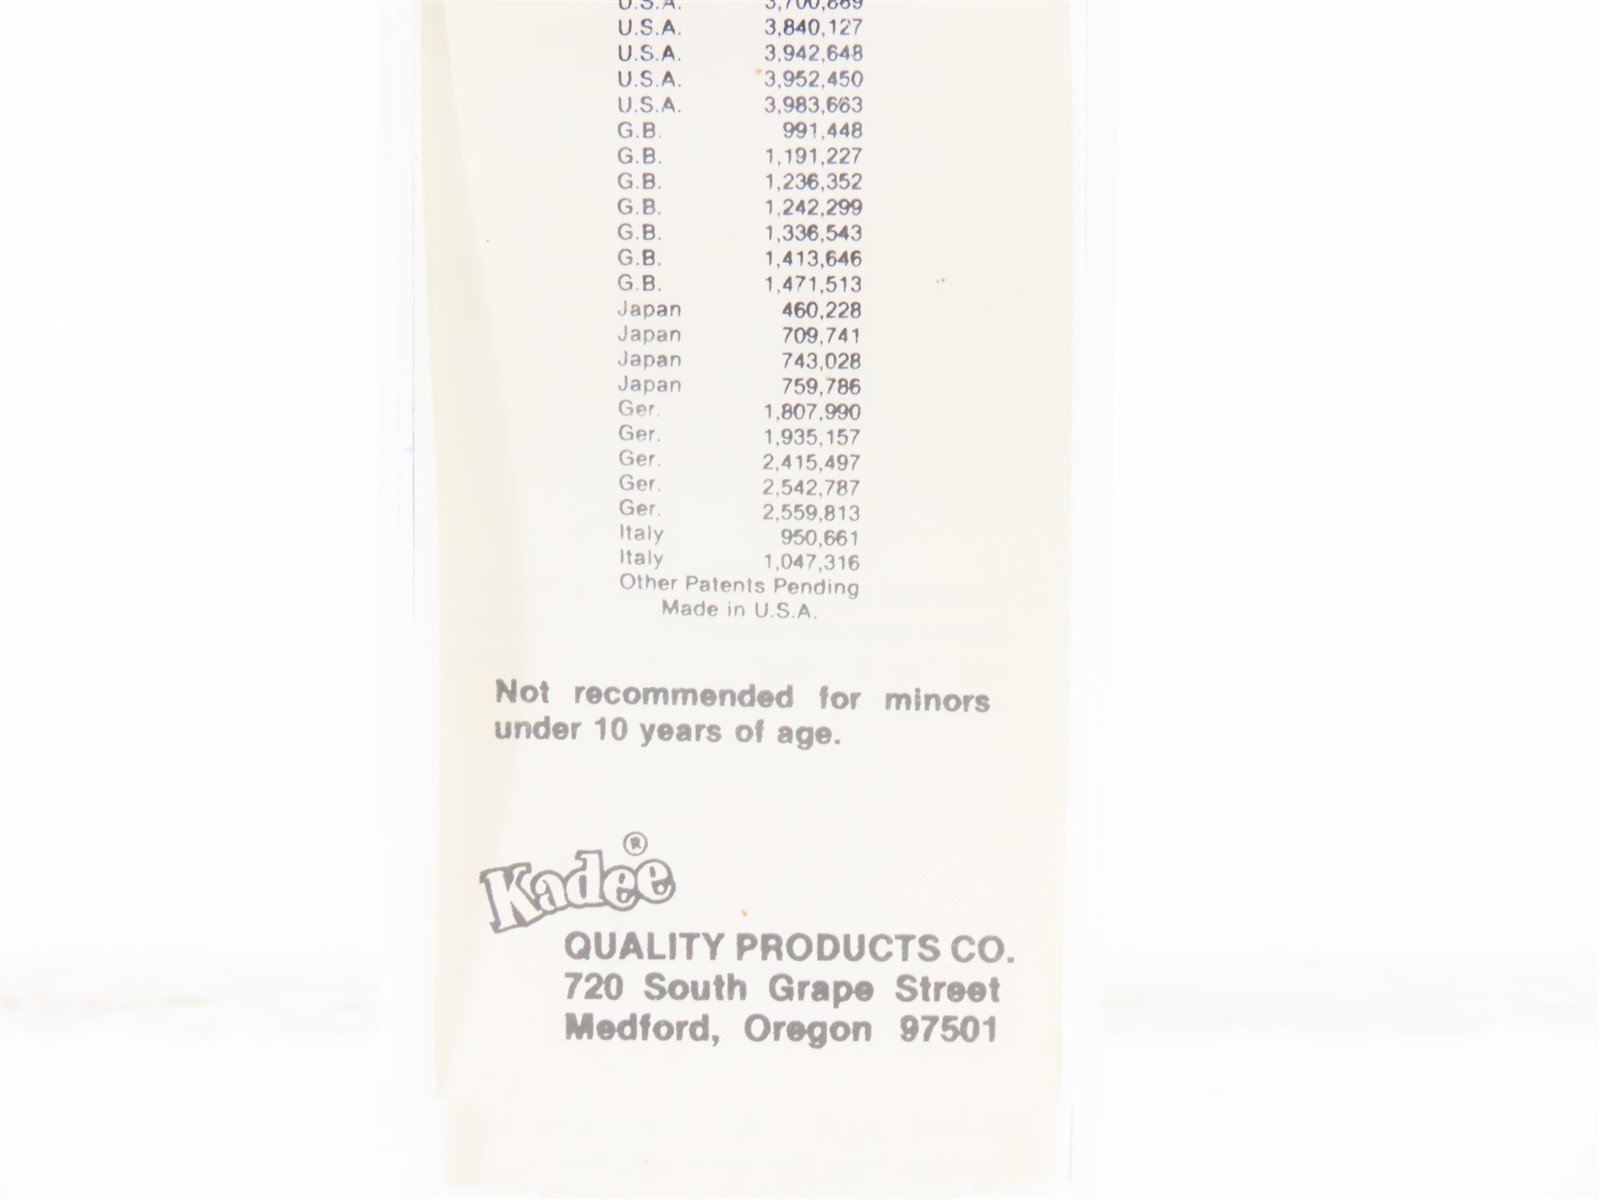 U.S.A. 3,700,869
U.S.A. 3,840,127
U.S.A. 3,942,648
U.S.A. 3,952,450
U.S.A. 3,983,663
G.B. 991,448
G.B. 1,191,227
G.B. 1,236,352
G.B. 1,242,299
G.B. 1,336,543
G.B. 1,413,646
G.B. 1,471,513
Japan 460,228
Japan 709,741
Japan 743,028
Japan 759,786
Ger. 1,807,990
Ger. 1,935,157
Ger. 2,415,497
Ger. 2,542,787
Ger. 2,559,813
Italy 950,661
Italy 1,047,316
Other Patents Pending
Made in U.S.A.
Not recommended for minors
under 10 years of age.
Kadee®
QUALITY PRODUCTS CO.
720 South Grape Street
Medford, Oregon 97501